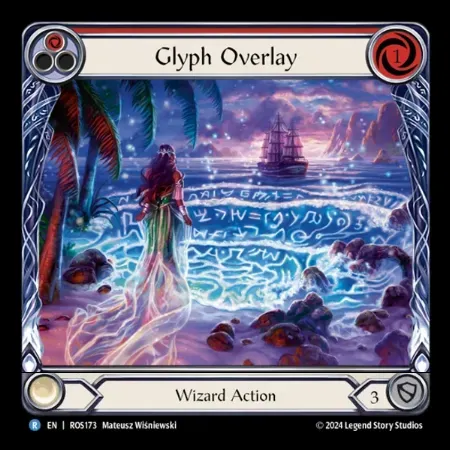 Glyph Overlay
1
Wizard Action
3
R EN | ROS173 Mateusz Wiśniewski © 2024 Legend Story Studios